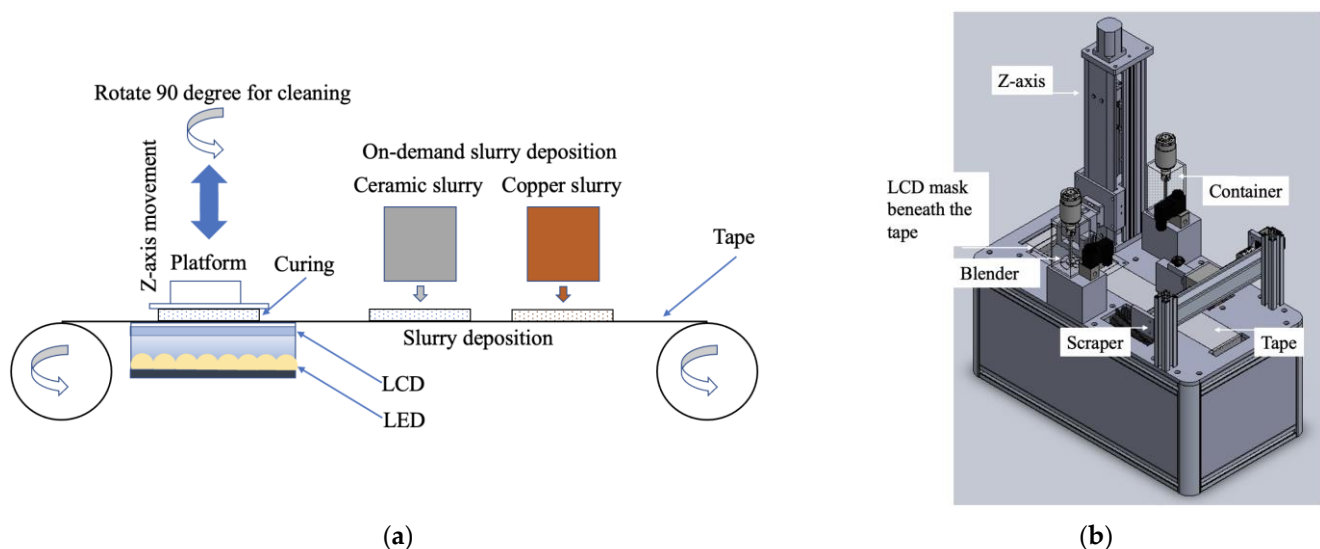 Rotate 90 degree for cleaning
Z-axis movement
On-demand slurry deposition
Ceramic slurry
Copper slurry
Platform
Curing
Tape
Slurry deposition
LCD
LED
(a)
Z-axis
LCD mask
beneath the
tape
Container
Blender
Scraper
Tape
(b)